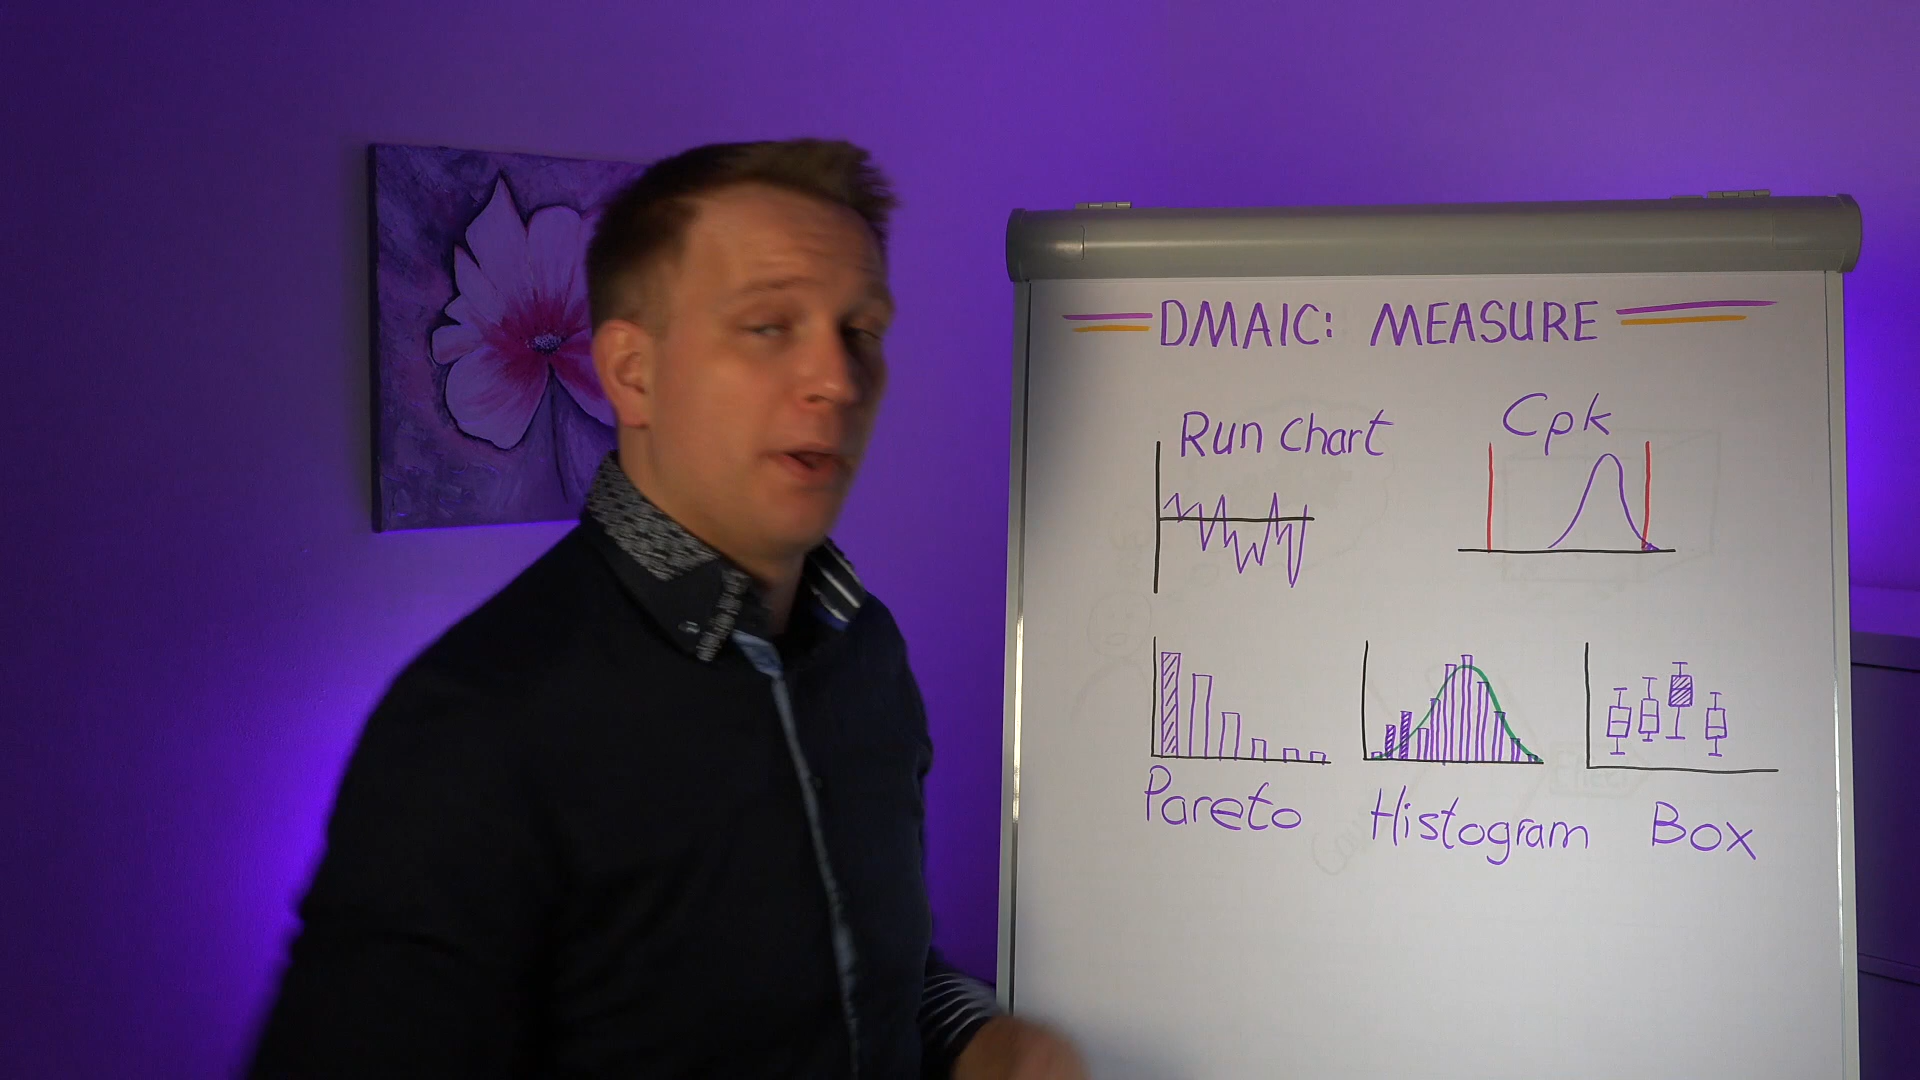 DMAIC: MEASURE
Run Chart
Cpk
Pareto
Histogram
Box